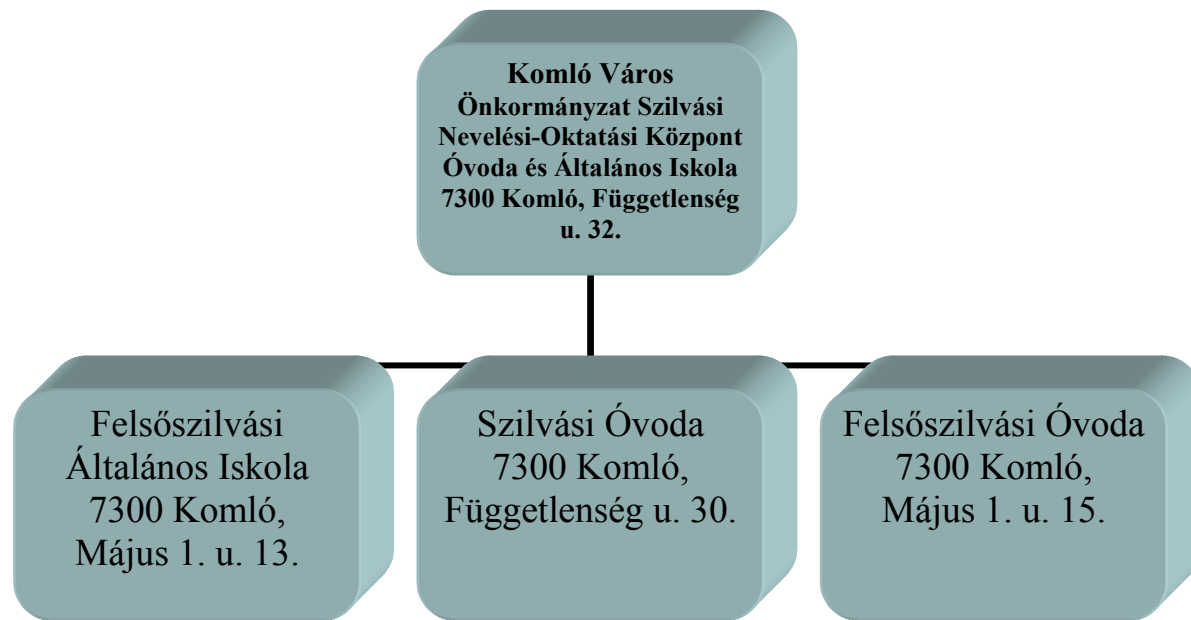 Komló Város
Önkormányzat Szilvási
Nevelési-Oktatási Központ
Óvoda és Általános Iskola
7300 Komló, Függetlenség
u. 32.
Felsőszilvási
Általános Iskola
7300 Komló,
Május 1. u. 13.
Szilvási Óvoda
7300 Komló,
Függetlenség u. 30.
Felsőszilvási Óvoda
7300 Komló,
Május 1. u. 15.